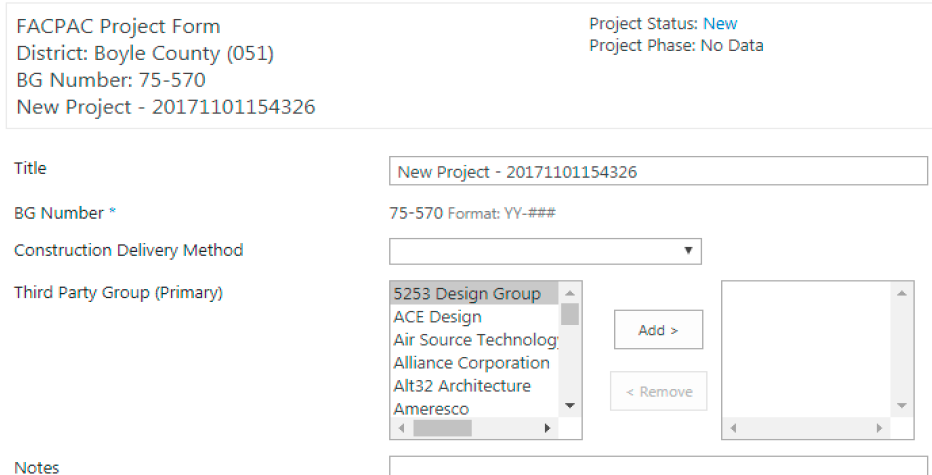 FACPAC Project Form
District: Boyle County (051)
BG Number: 75-570
New Project - 20171101154326
Project Status: New
Project Phase: No Data
Title
New Project - 20171101154326
BG Number *
75-570 Format: YY-###
Construction Delivery Method
Third Party Group (Primary)
5253 Design Group
ACE Design
Air Source Technolog
Alliance Corporation
Alt32 Architecture
Ameresco
Add >
< Remove
Notes